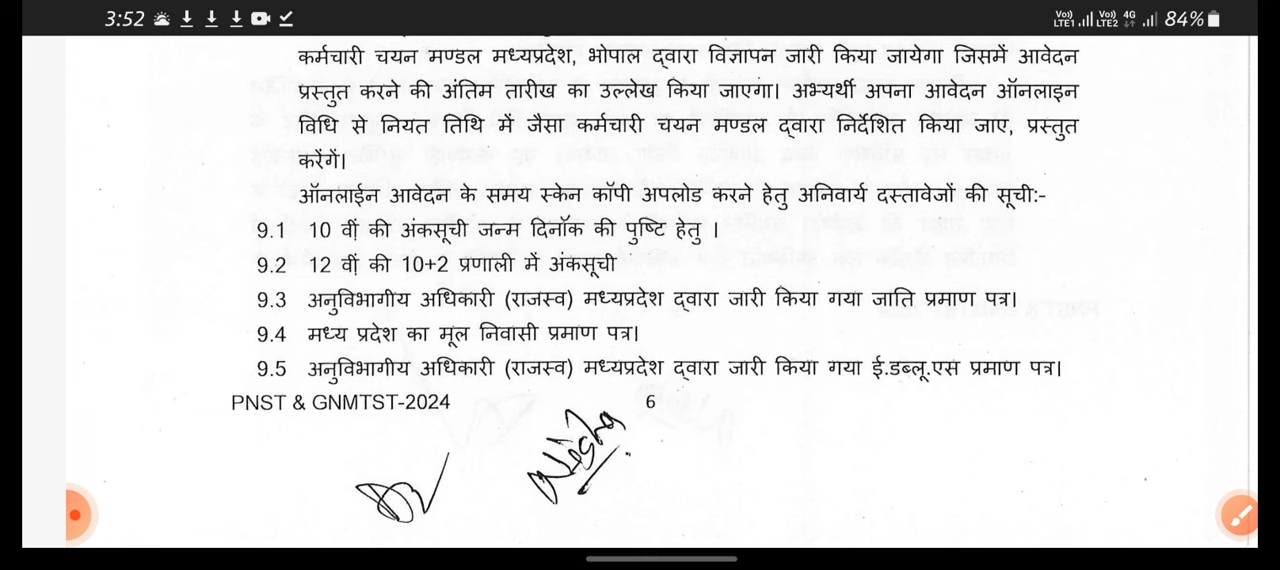 3:52
Vo) LTE1 Vo) LTE2 4G 84%
कर्मचारी चयन मण्डल मध्यप्रदेश, भोपाल द्वारा विज्ञापन जारी किया जायेगा जिसमें आवेदन
प्रस्तुत करने की अंतिम तारीख का उल्लेख किया जाएगा। अभ्यर्थी अपना आवेदन ऑनलाइन
विधि से नियत तिथि में जैसा कर्मचारी चयन मण्डल द्वारा निर्देशित किया जाए, प्रस्तुत
करेंगें।
ऑनलाईन आवेदन के समय स्केन कॉपी अपलोड करने हेतु अनिवार्य दस्तावेजों की सूची:-
9.1 10 वीं की अंकसूची जन्म दिनॉक की पुष्टि हेतु ।
9.2 12 वीं की 10+2 प्रणाली में अंकसूची
9.3 अनुविभागीय अधिकारी (राजस्व) मध्यप्रदेश द्वारा जारी किया गया जाति प्रमाण पत्र।
9.4 मध्य प्रदेश का मूल निवासी प्रमाण पत्र।
9.5 अनुविभागीय अधिकारी (राजस्व) मध्यप्रदेश द्वारा जारी किया गया ई.डब्लू.एस प्रमाण पत्र।
PNST & GNMTST-2024 6